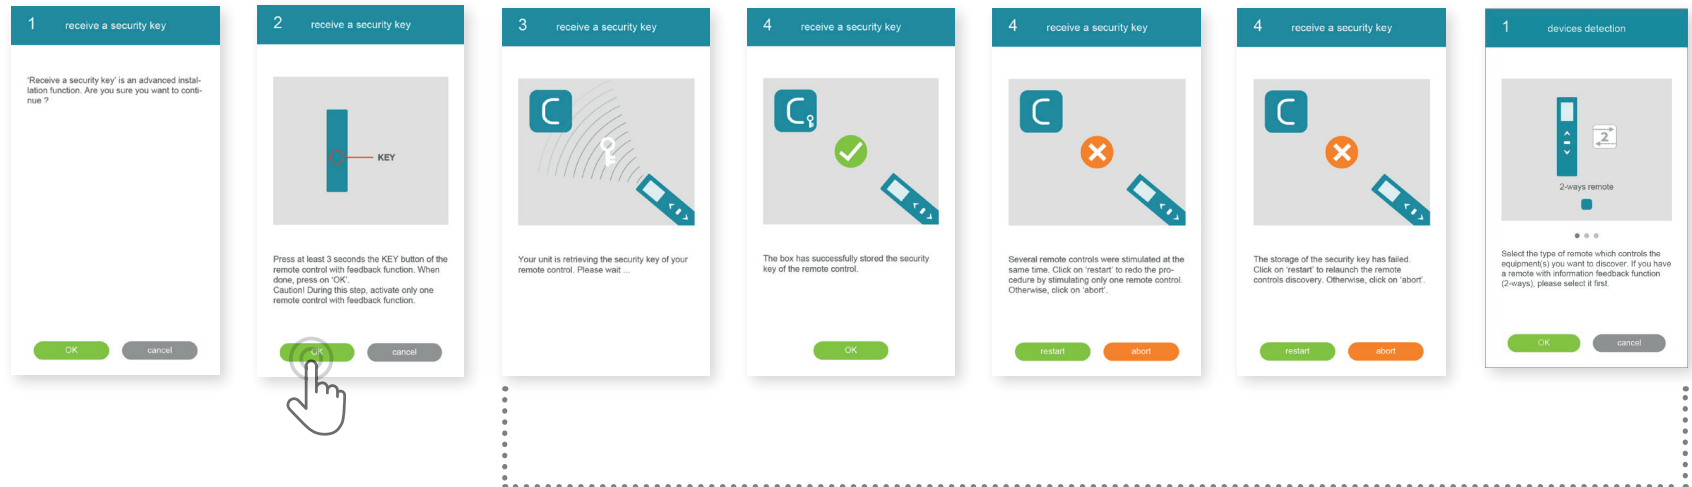 1 receive a security key
'Receive a security key' is an advanced instal-
lation function. Are you sure you want to conti-
nue ?
OK cancel
2 receive a security key
KEY
Press at least 3 seconds the KEY button of the
remote control with feedback function. When
done, press on 'OK'.
Caution! During this step, activate only one
remote control with feedback function.
OK cancel
3 receive a security key
C
Your unit is retrieving the security key of your
remote control. Please wait ...
4 receive a security key
C
The box has successfully stored the security
key of the remote control.
OK
4 receive a security key
C
Several remote controls were stimulated at the
same time. Click on 'restart' to redo the pro-
cedure by stimulating only one remote control.
Otherwise, click on 'abort'.
restart abort
4 receive a security key
C
The storage of the security key has failed.
Click on 'restart' to relaunch the remote
controls discovery. Otherwise, click on 'abort'.
restart abort
1 devices detection
2
2-ways remote
Select the type of remote which controls the
equipment(s) you want to discover. If you have
a remote with information feedback function
(2-ways), please select it first.
OK cancel